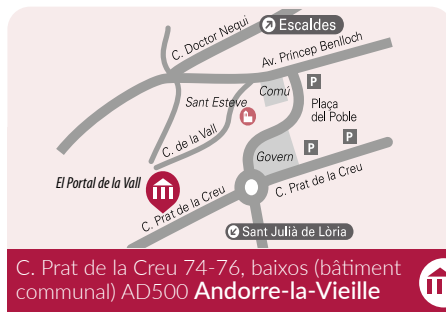 C. Doctor Nequi
Escaldes
Av. Príncep Benlloch
P
Comú
Sant Esteve
Plaça
del Poble
C. de la Vall
P
P
Govern
El Portal de la Vall
C. Prat de la Creu
C. Prat de la Creu
Sant Julià de Lòria
C. Prat de la Creu 74-76, baixos (bâtiment
communal) AD500 Andorre-la-Vieille